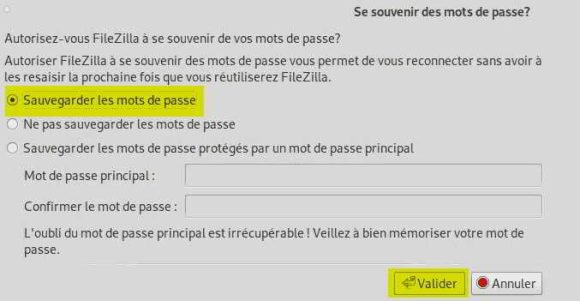 Se souvenir des mots de passe?
Autorisez-vous FileZilla à se souvenir de vos mots de passe?
Autoriser FileZilla à se souvenir des mots de passe vous permet de vous reconnecter sans avoir à
les resaisir la prochaine fois que vous réutiliserez FileZilla.
Sauvegarder les mots de passe
Ne pas sauvegarder les mots de passe
Sauvegarder les mots de passe protégés par un mot de passe principal
Mot de passe principal :
Confirmer le mot de passe :
L'oubli du mot de passe principal est irrécupérable ! Veillez à bien mémoriser votre mot de
passe.
Valider
Annuler